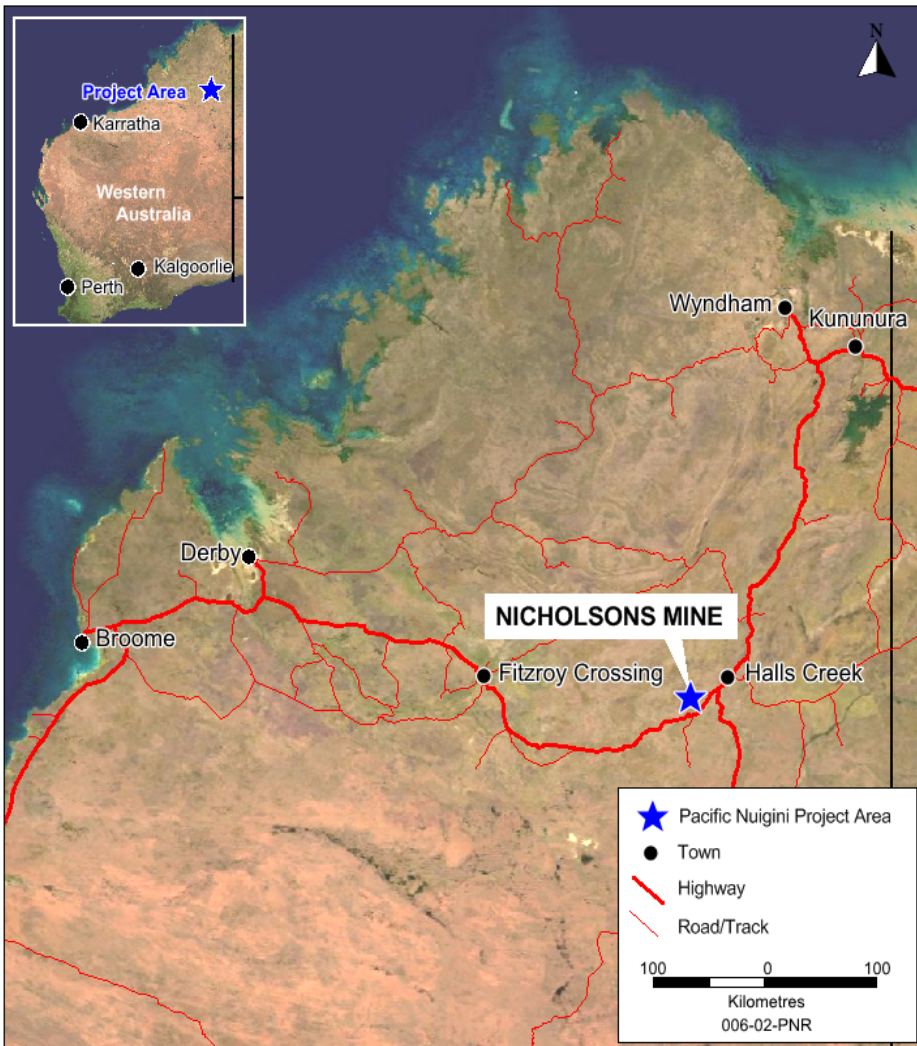 N
Project Area
Karratha
Western
Australia
Kalgoorlie
Perth
Wyndham
Kununura
Derby
Broome
NICHOLSONS MINE
Fitzroy Crossing
Halls Creek
Pacific Nuigini Project Area
Town
Highway
Road/Track
100 0 100
Kilometres
006-02-PNR